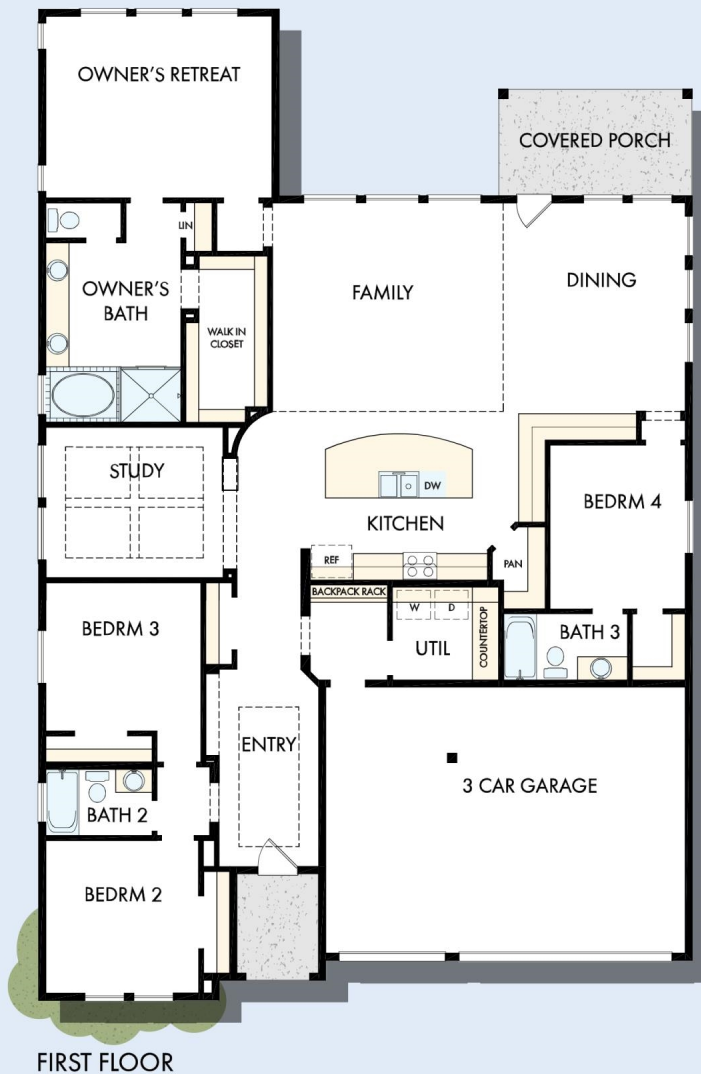 OWNER'S RETREAT
COVERED PORCH
LIN
OWNER'S
BATH
FAMILY
DINING
WALK IN
CLOSET
STUDY
DW
KITCHEN
BEDRM 4
REF
PAN
BACKPACK RACK
W
D
COUNTERTOP
UTIL
BEDRM 3
BATH 3
ENTRY
3 CAR GARAGE
BATH 2
BEDRM 2
FIRST FLOOR